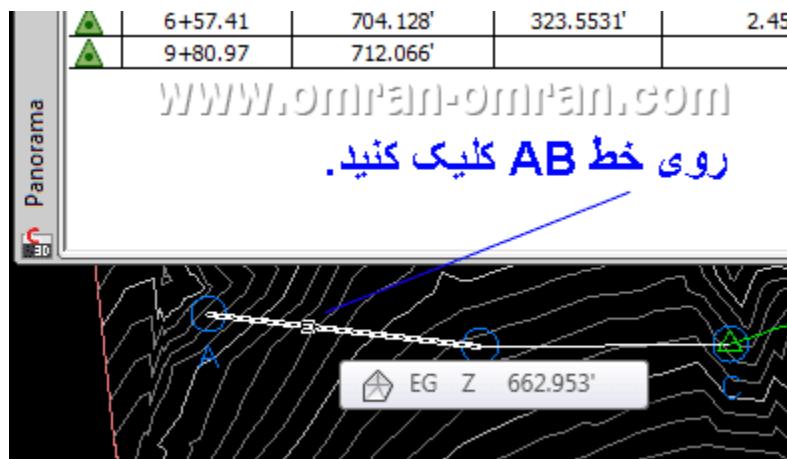 6+57.41 704.128' 323.5531' 2.45
9+80.97 712.066'
www.omran-omran.com
روی خط AB کلیک کنید.
Panorama
3D
A
C
EG Z 662.953'